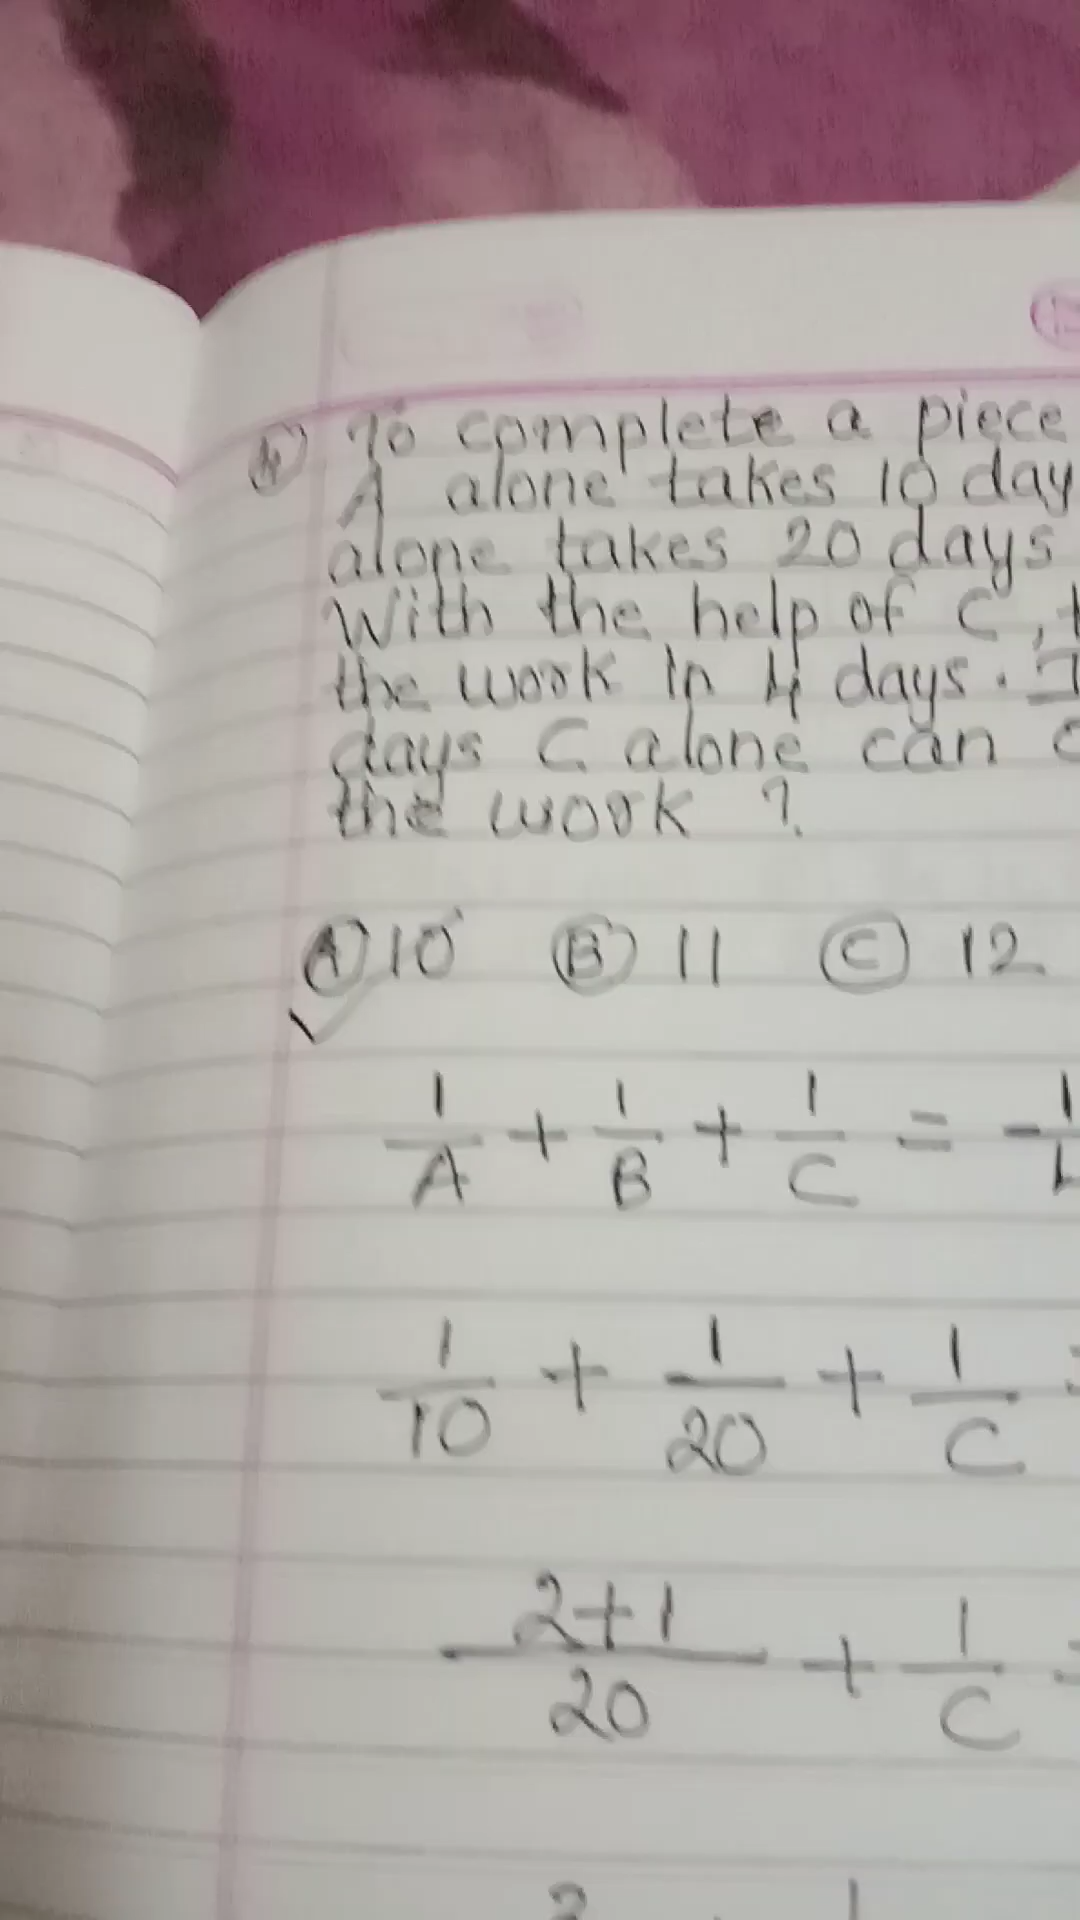 4 To complete a piece
A alone takes 10 day
alone takes 20 days
With the help of C, t
the work in 4 days. I
days C alone can c
the work ?
A 10 B 11 C 12
1/A + 1/B + 1/C = 1/4
1/10 + 1/20 + 1/C =
2+1/20 + 1/C =